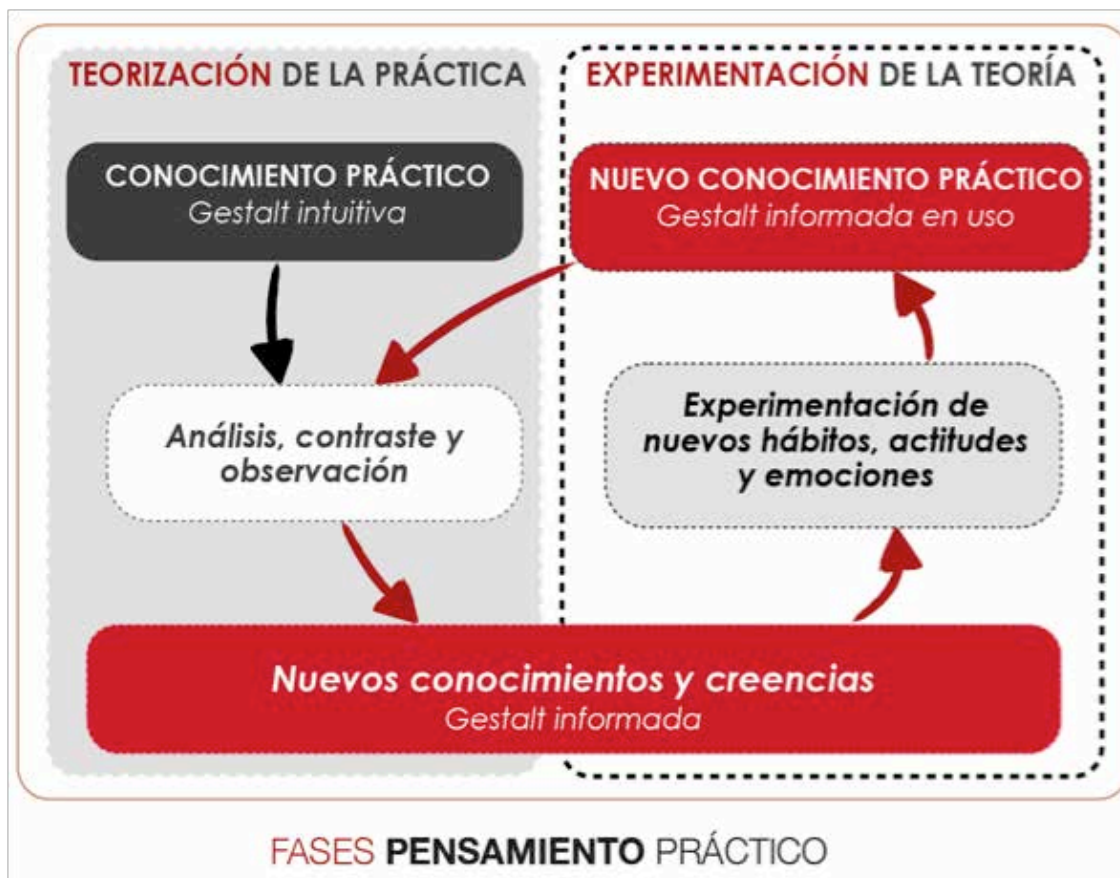 TEORIZACIÓN DE LA PRÁCTICA
CONOCIMIENTO PRÁCTICO
Gestalt intuitiva
Análisis, contraste y
observación
EXPERIMENTACIÓN DE LA TEORÍA
NUEVO CONOCIMIENTO PRÁCTICO
Gestalt informada en uso
Experimentación de
nuevos hábitos, actitudes
y emociones
Nuevos conocimientos y creencias
Gestalt informada
FASES PENSAMIENTO PRÁCTICO